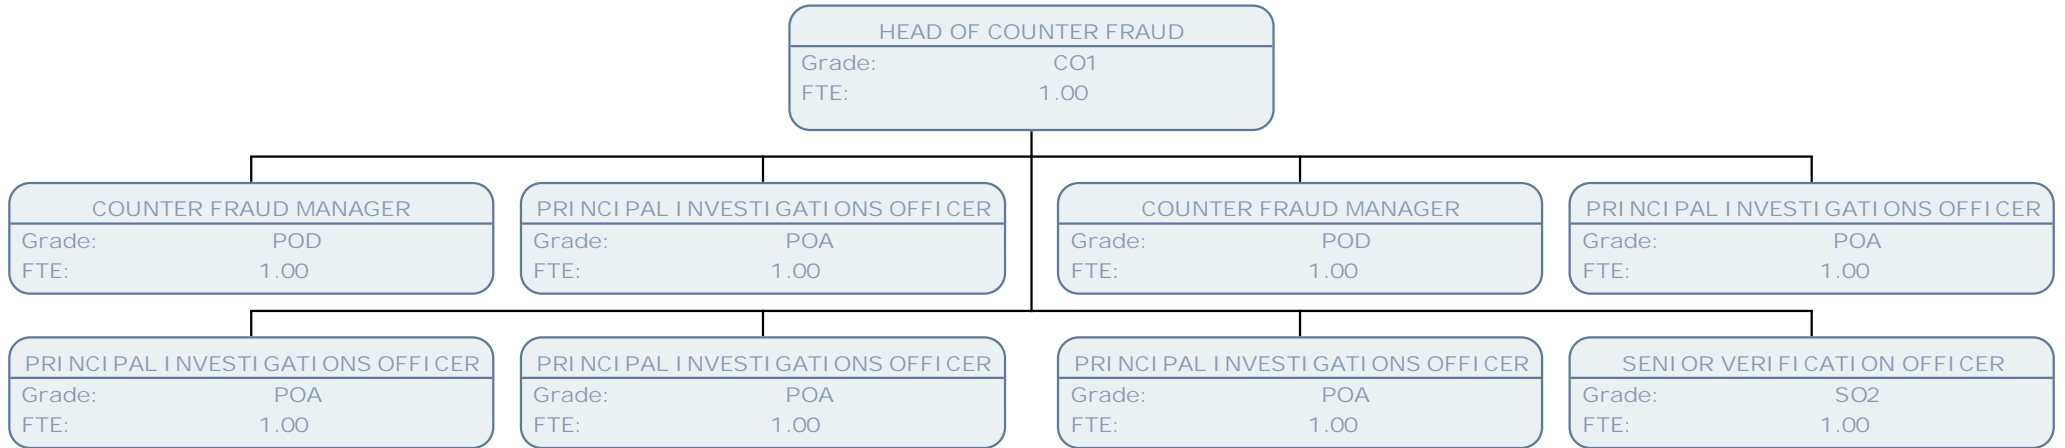 HEAD OF COUNTER FRAUD
Grade: CO1
FTE: 1.00
COUNTER FRAUD MANAGER
Grade: POD
FTE: 1.00
PRINCIPAL INVESTIGATIONS OFFICER
Grade: POA
FTE: 1.00
COUNTER FRAUD MANAGER
Grade: POD
FTE: 1.00
PRINCIPAL INVESTIGATIONS OFFICER
Grade: POA
FTE: 1.00
PRINCIPAL INVESTIGATIONS OFFICER
Grade: POA
FTE: 1.00
PRINCIPAL INVESTIGATIONS OFFICER
Grade: POA
FTE: 1.00
PRINCIPAL INVESTIGATIONS OFFICER
Grade: POA
FTE: 1.00
SENIOR VERIFICATION OFFICER
Grade: SO2
FTE: 1.00